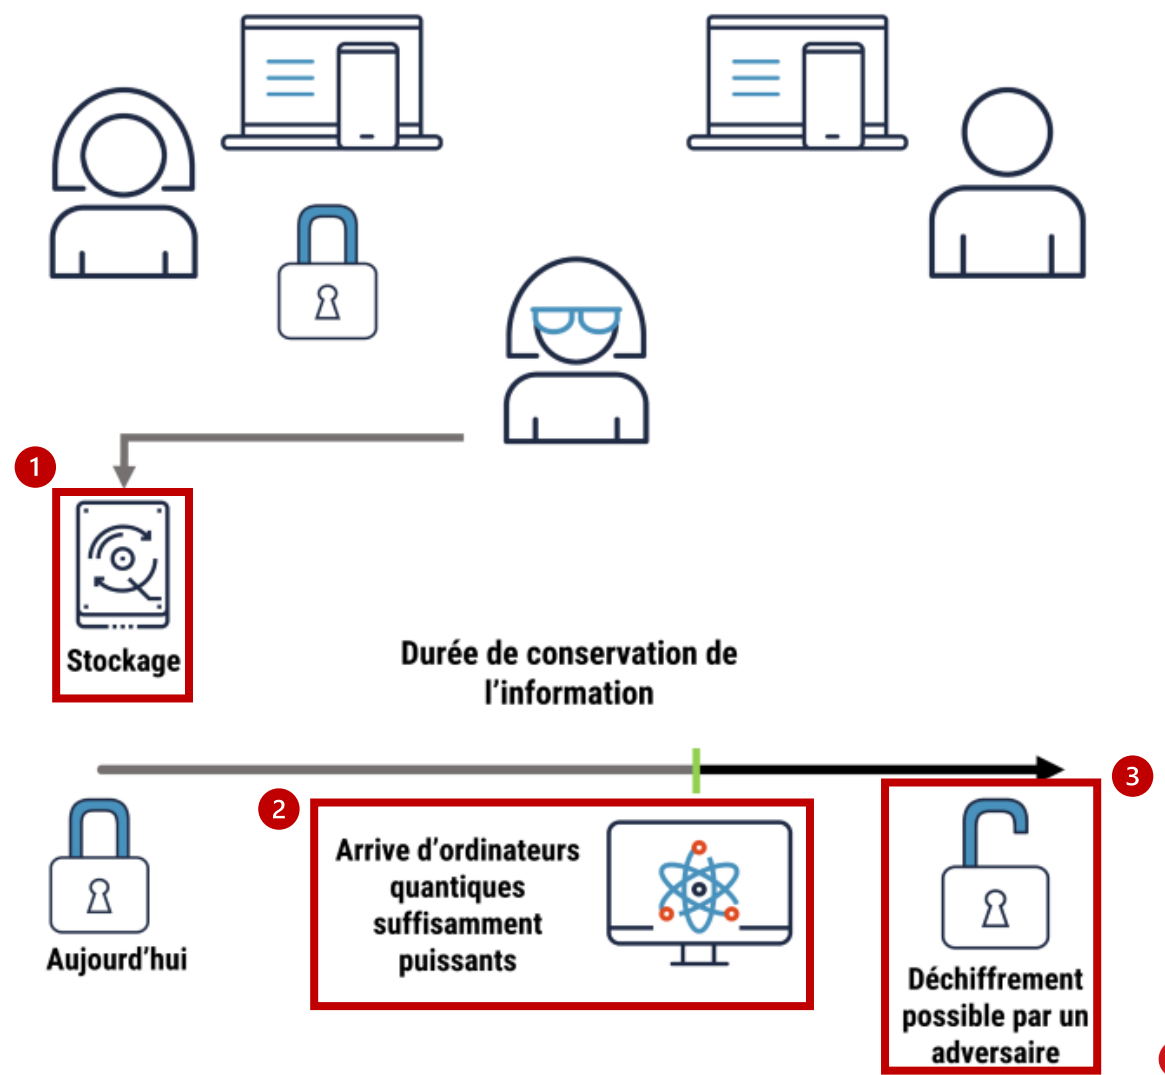 1
Stockage
Durée de conservation de
l'information
2
3
Arrive d'ordinateurs
quantiques
suffisamment
puissants
Aujourd'hui
Déchiffrement
possible par un
adversaire